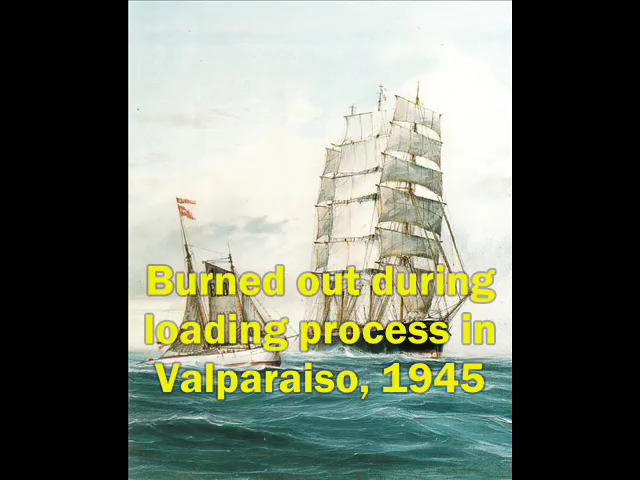 Burned out during
loading process in
Valparaiso, 1945